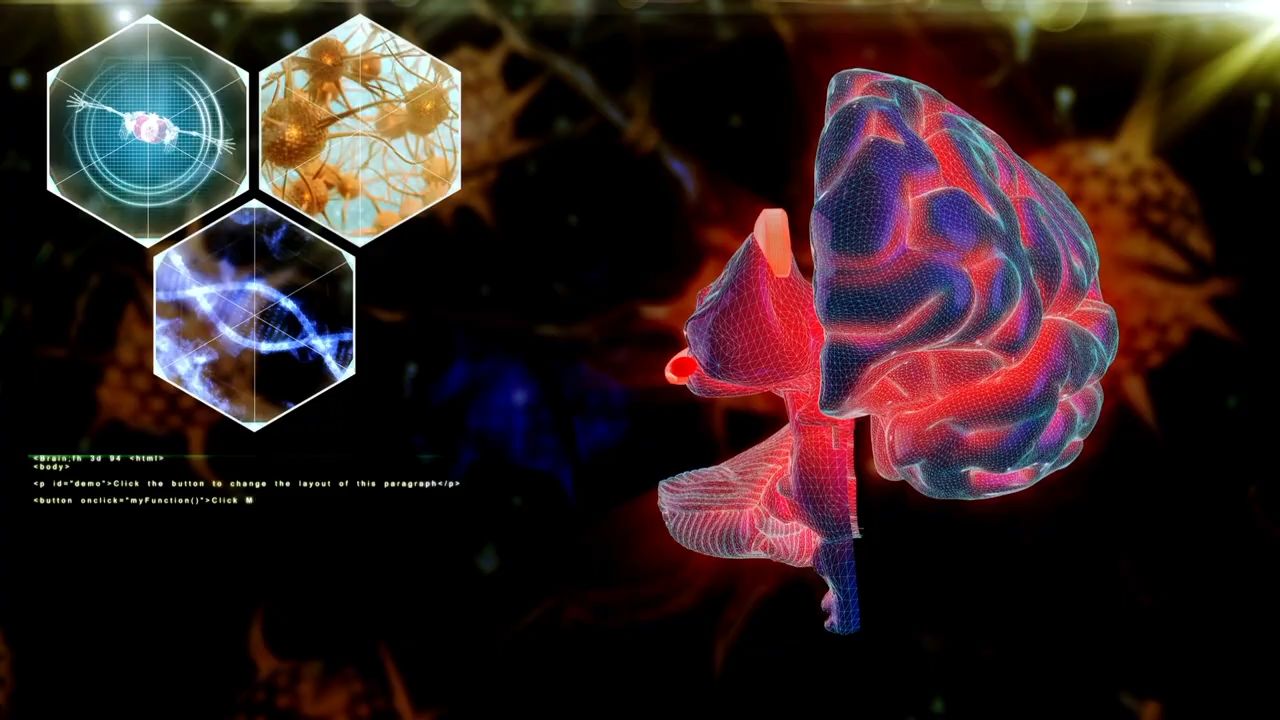 <Brain;fh 3d 94 <html>
<body>
<p id="demo">Click the button to change the layout of this paragraph</p>
<button onclick="myFunction()">Click M